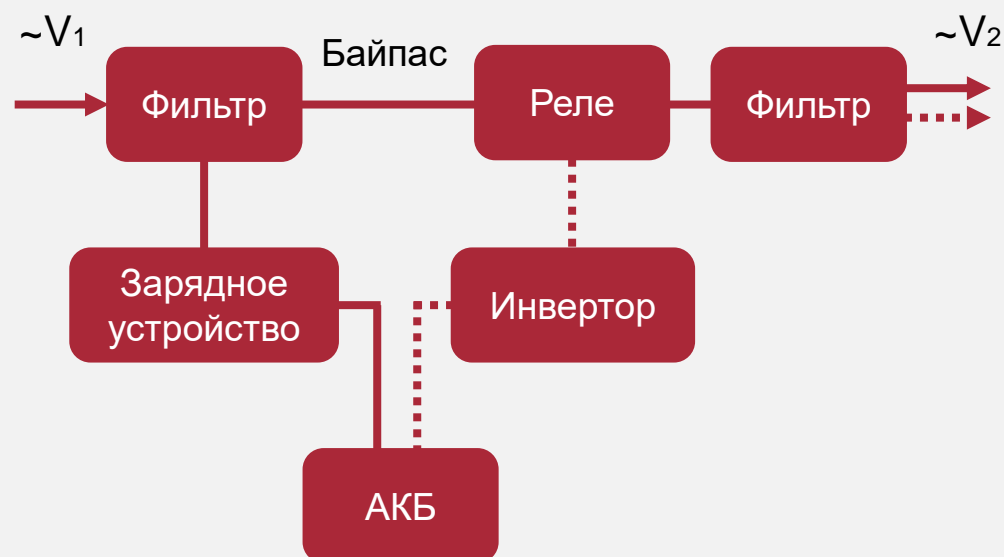 ~V1
Байпас
~V2
Фильтр
Реле
Фильтр
Зарядное
устройство
Инвертор
АКБ